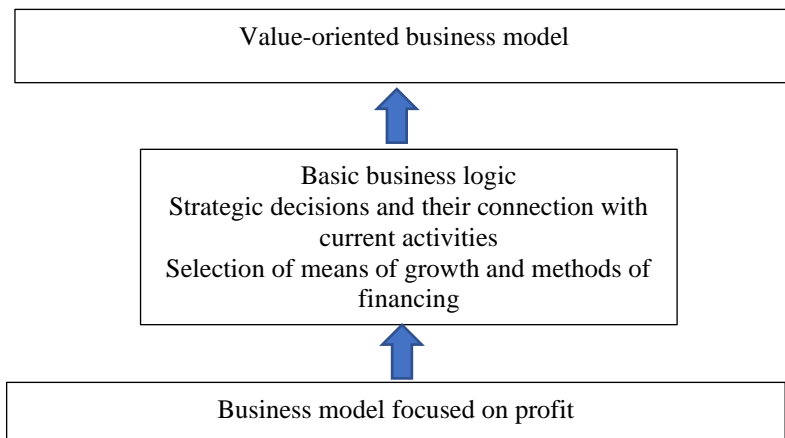 Value-oriented business model
Basic business logic
Strategic decisions and their connection with
current activities
Selection of means of growth and methods of
financing
Business model focused on profit